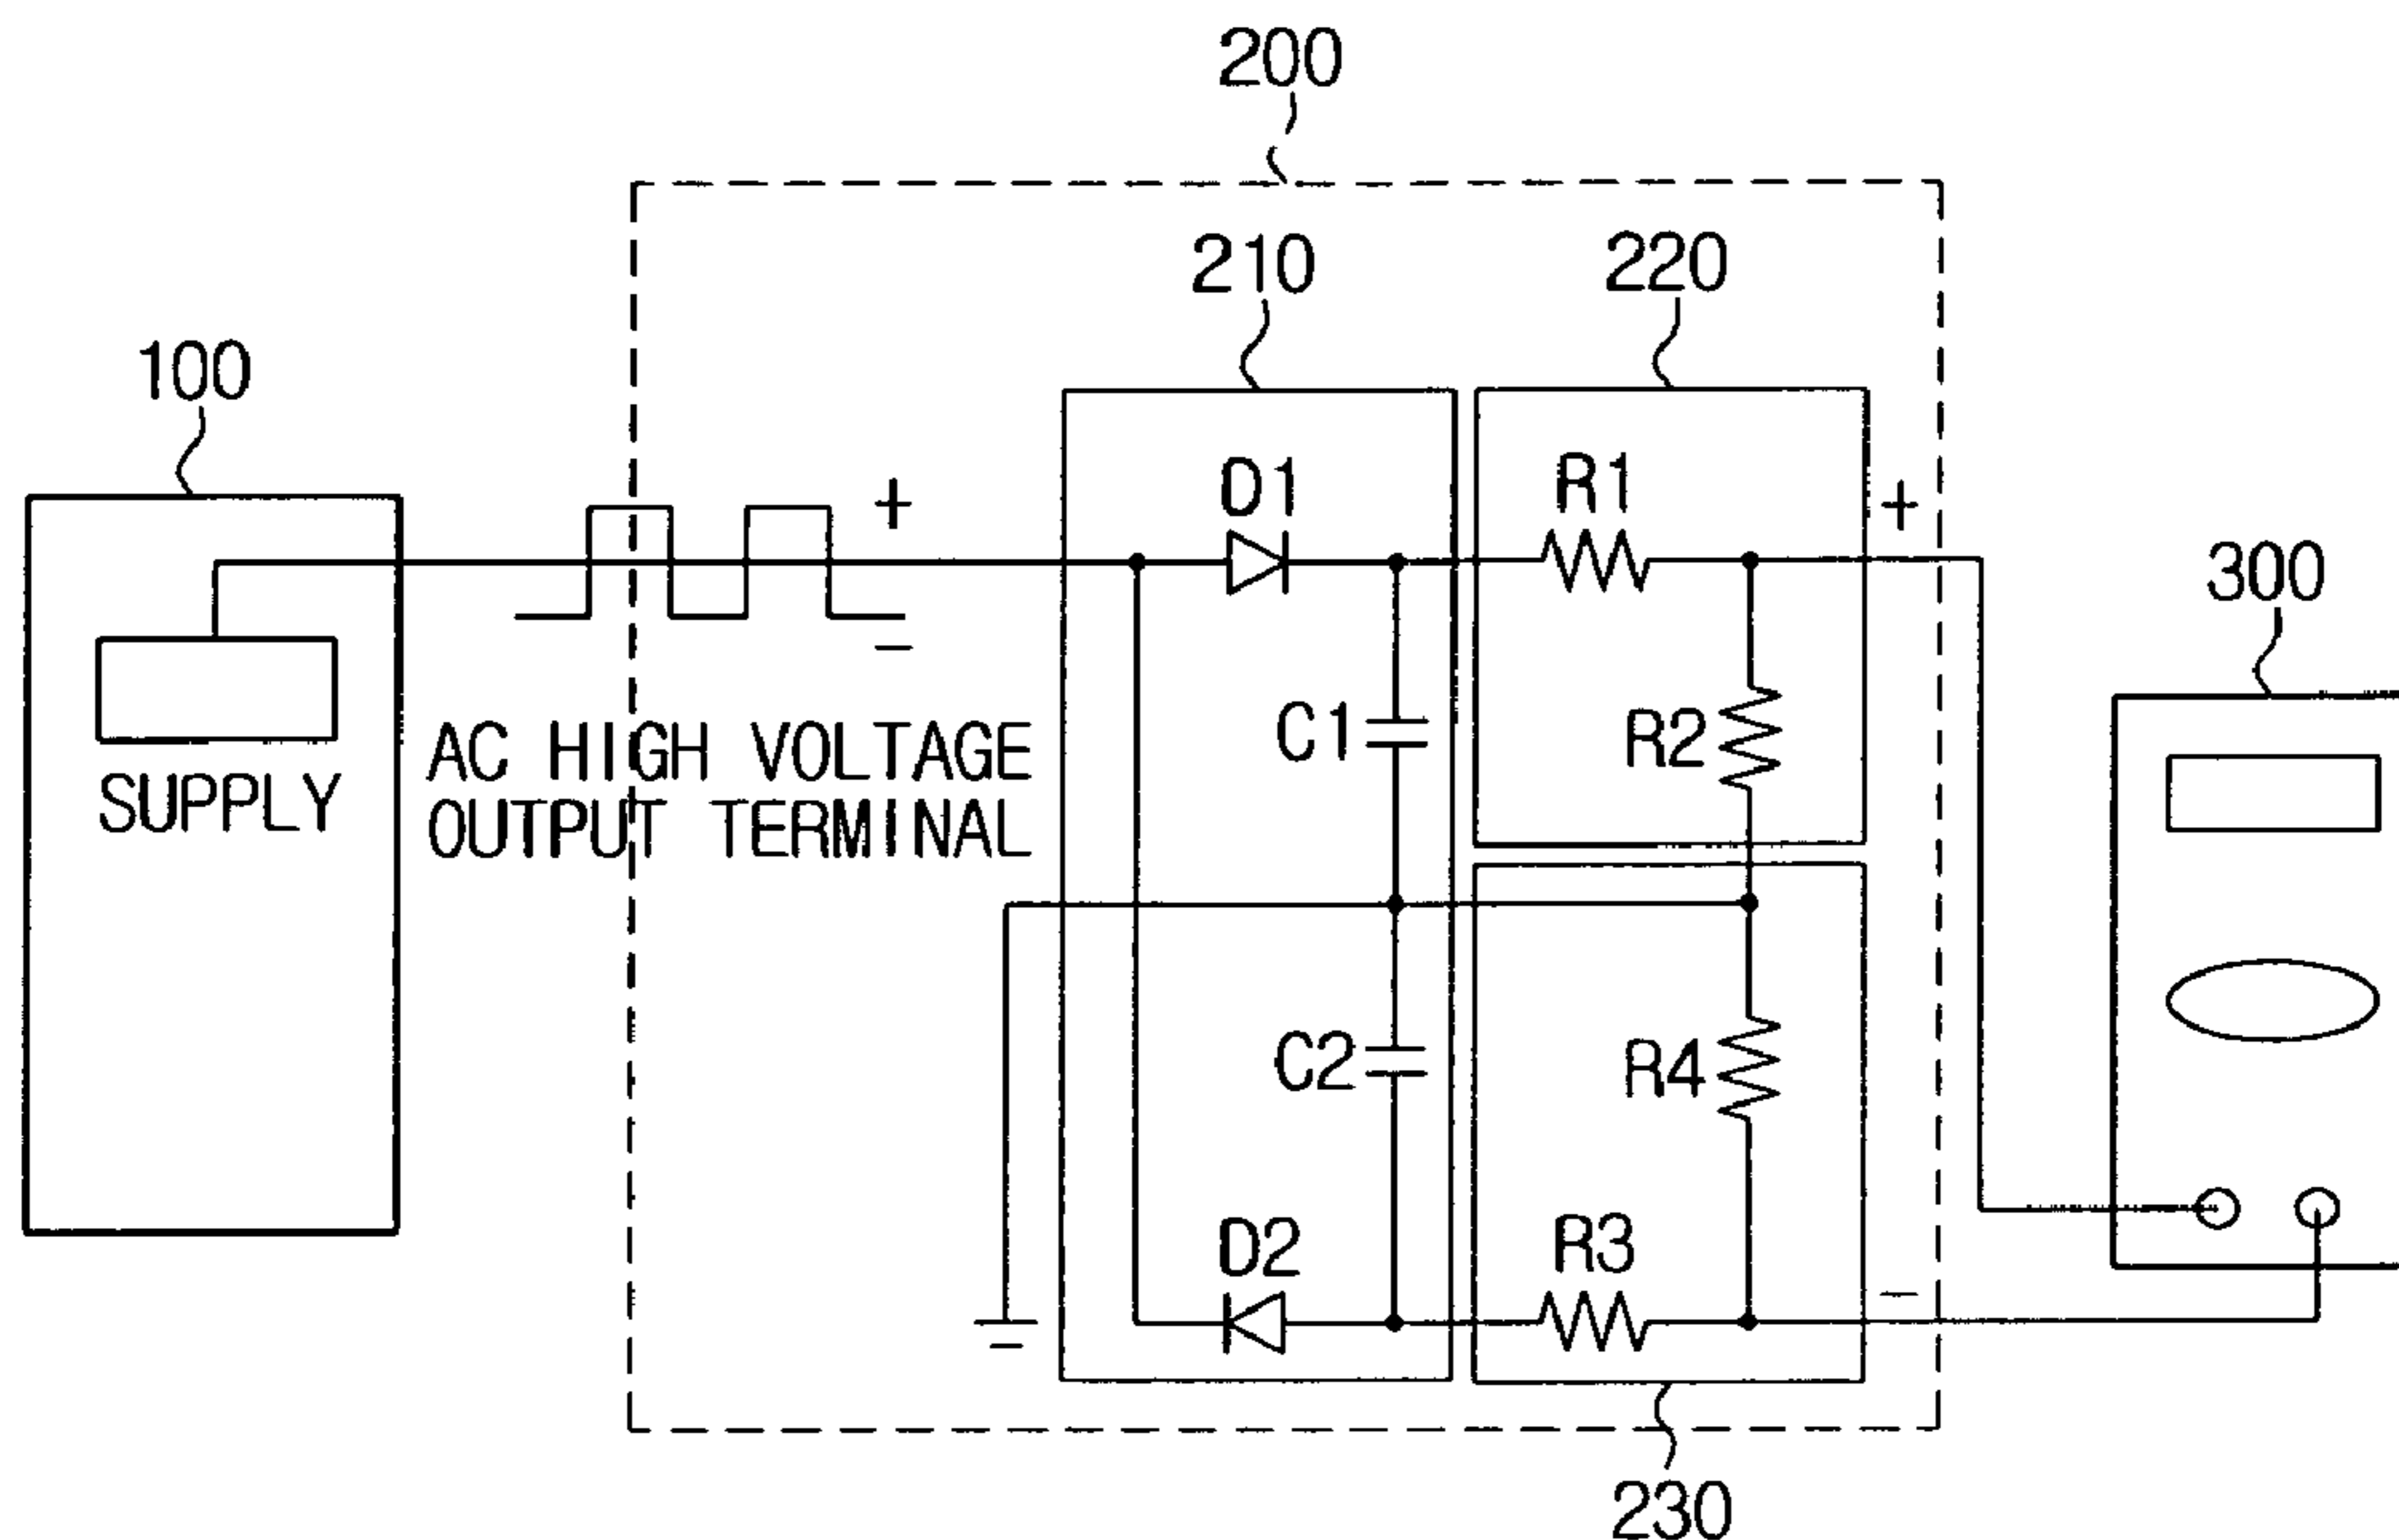 200
210
220
100
D1
R1
+
+
300
-
C1
R2
AC HIGH VOLTAGE
SUPPLY
OUTPUT TERMINAL
C2
R4
D2
R3
-
230